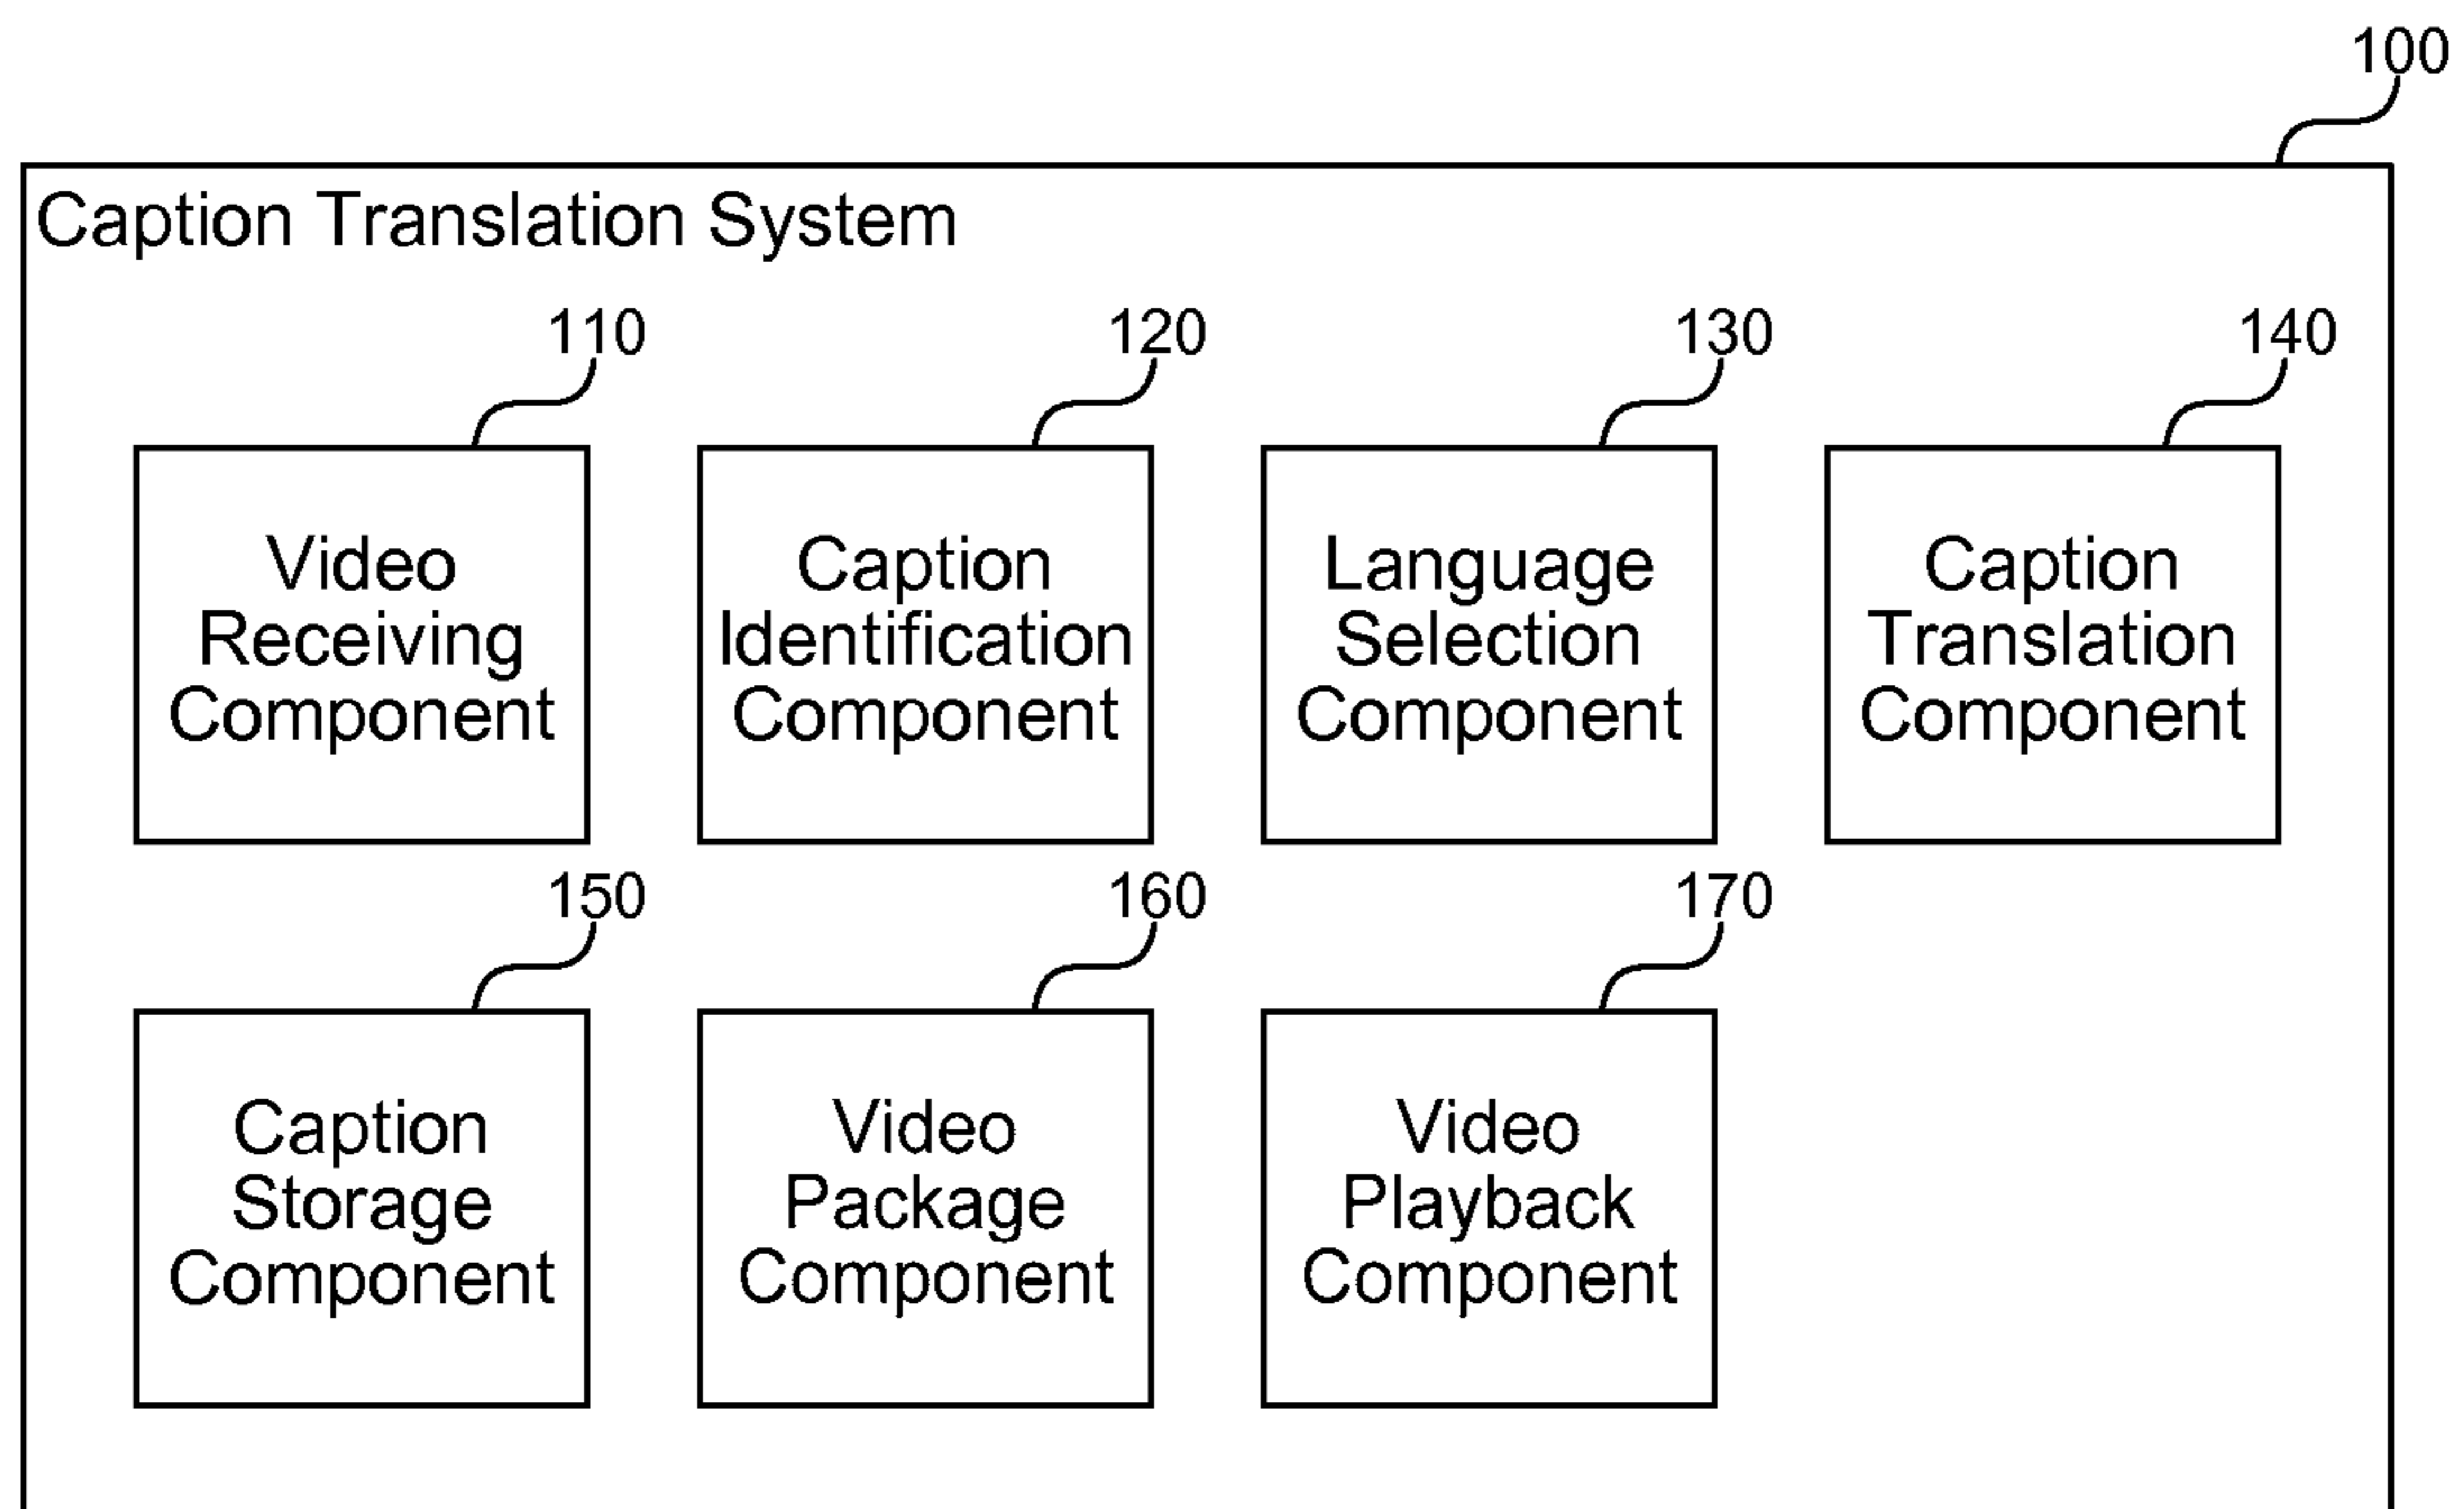 100
Caption Translation System
110
Video
Receiving
Component
120
Caption
Identification
Component
130
Language
Selection
Component
140
Caption
Translation
Component
150
Caption
Storage
Component
160
Video
Package
Component
170
Video
Playback
Component